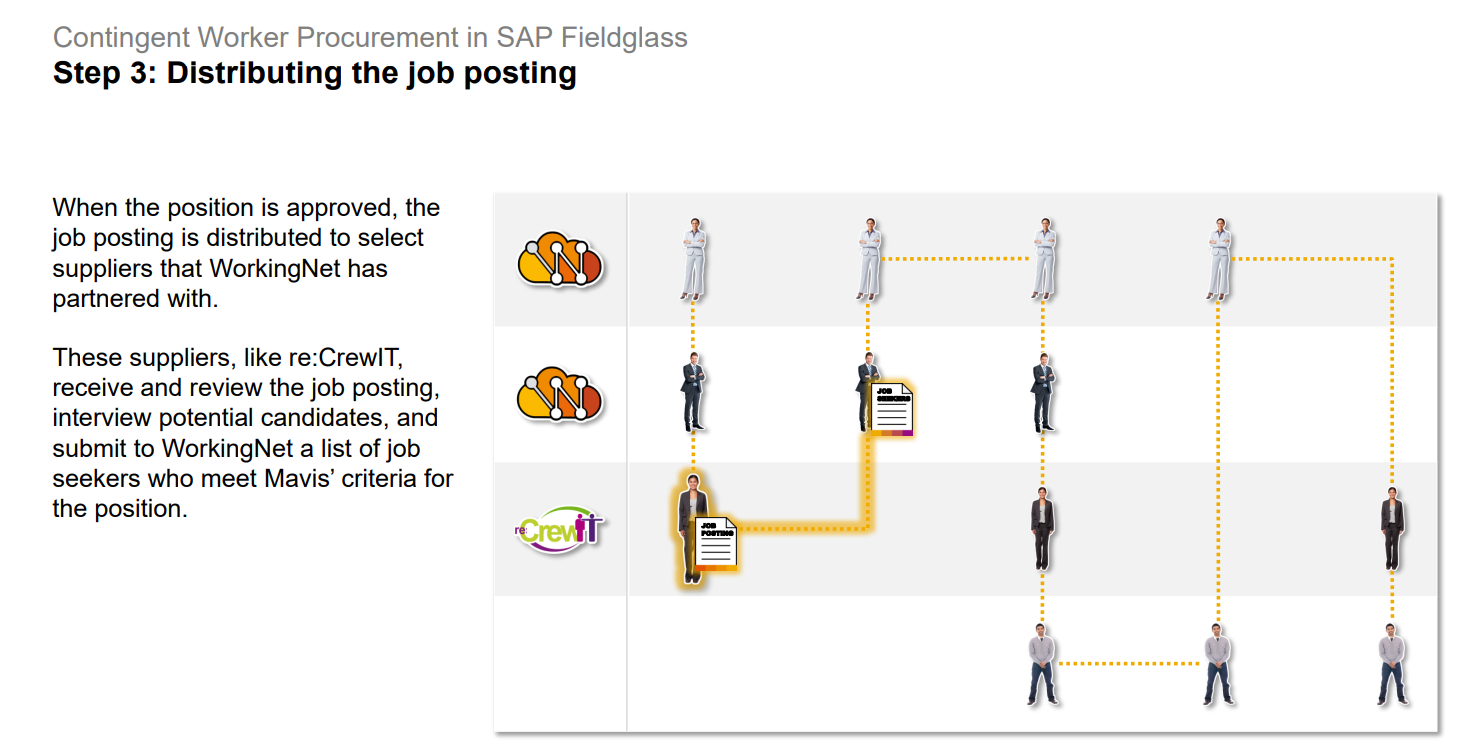 Contingent Worker Procurement in SAP Fieldglass
Step 3: Distributing the job posting
When the position is approved, the
job posting is distributed to select
suppliers that WorkingNet has
partnered with.
These suppliers, like re:CrewIT,
receive and review the job posting,
interview potential candidates, and
submit to WorkingNet a list of job
seekers who meet Mavis’ criteria for
the position.
JOB
SEEKERS
re:CrewIT
JOB
POSTING